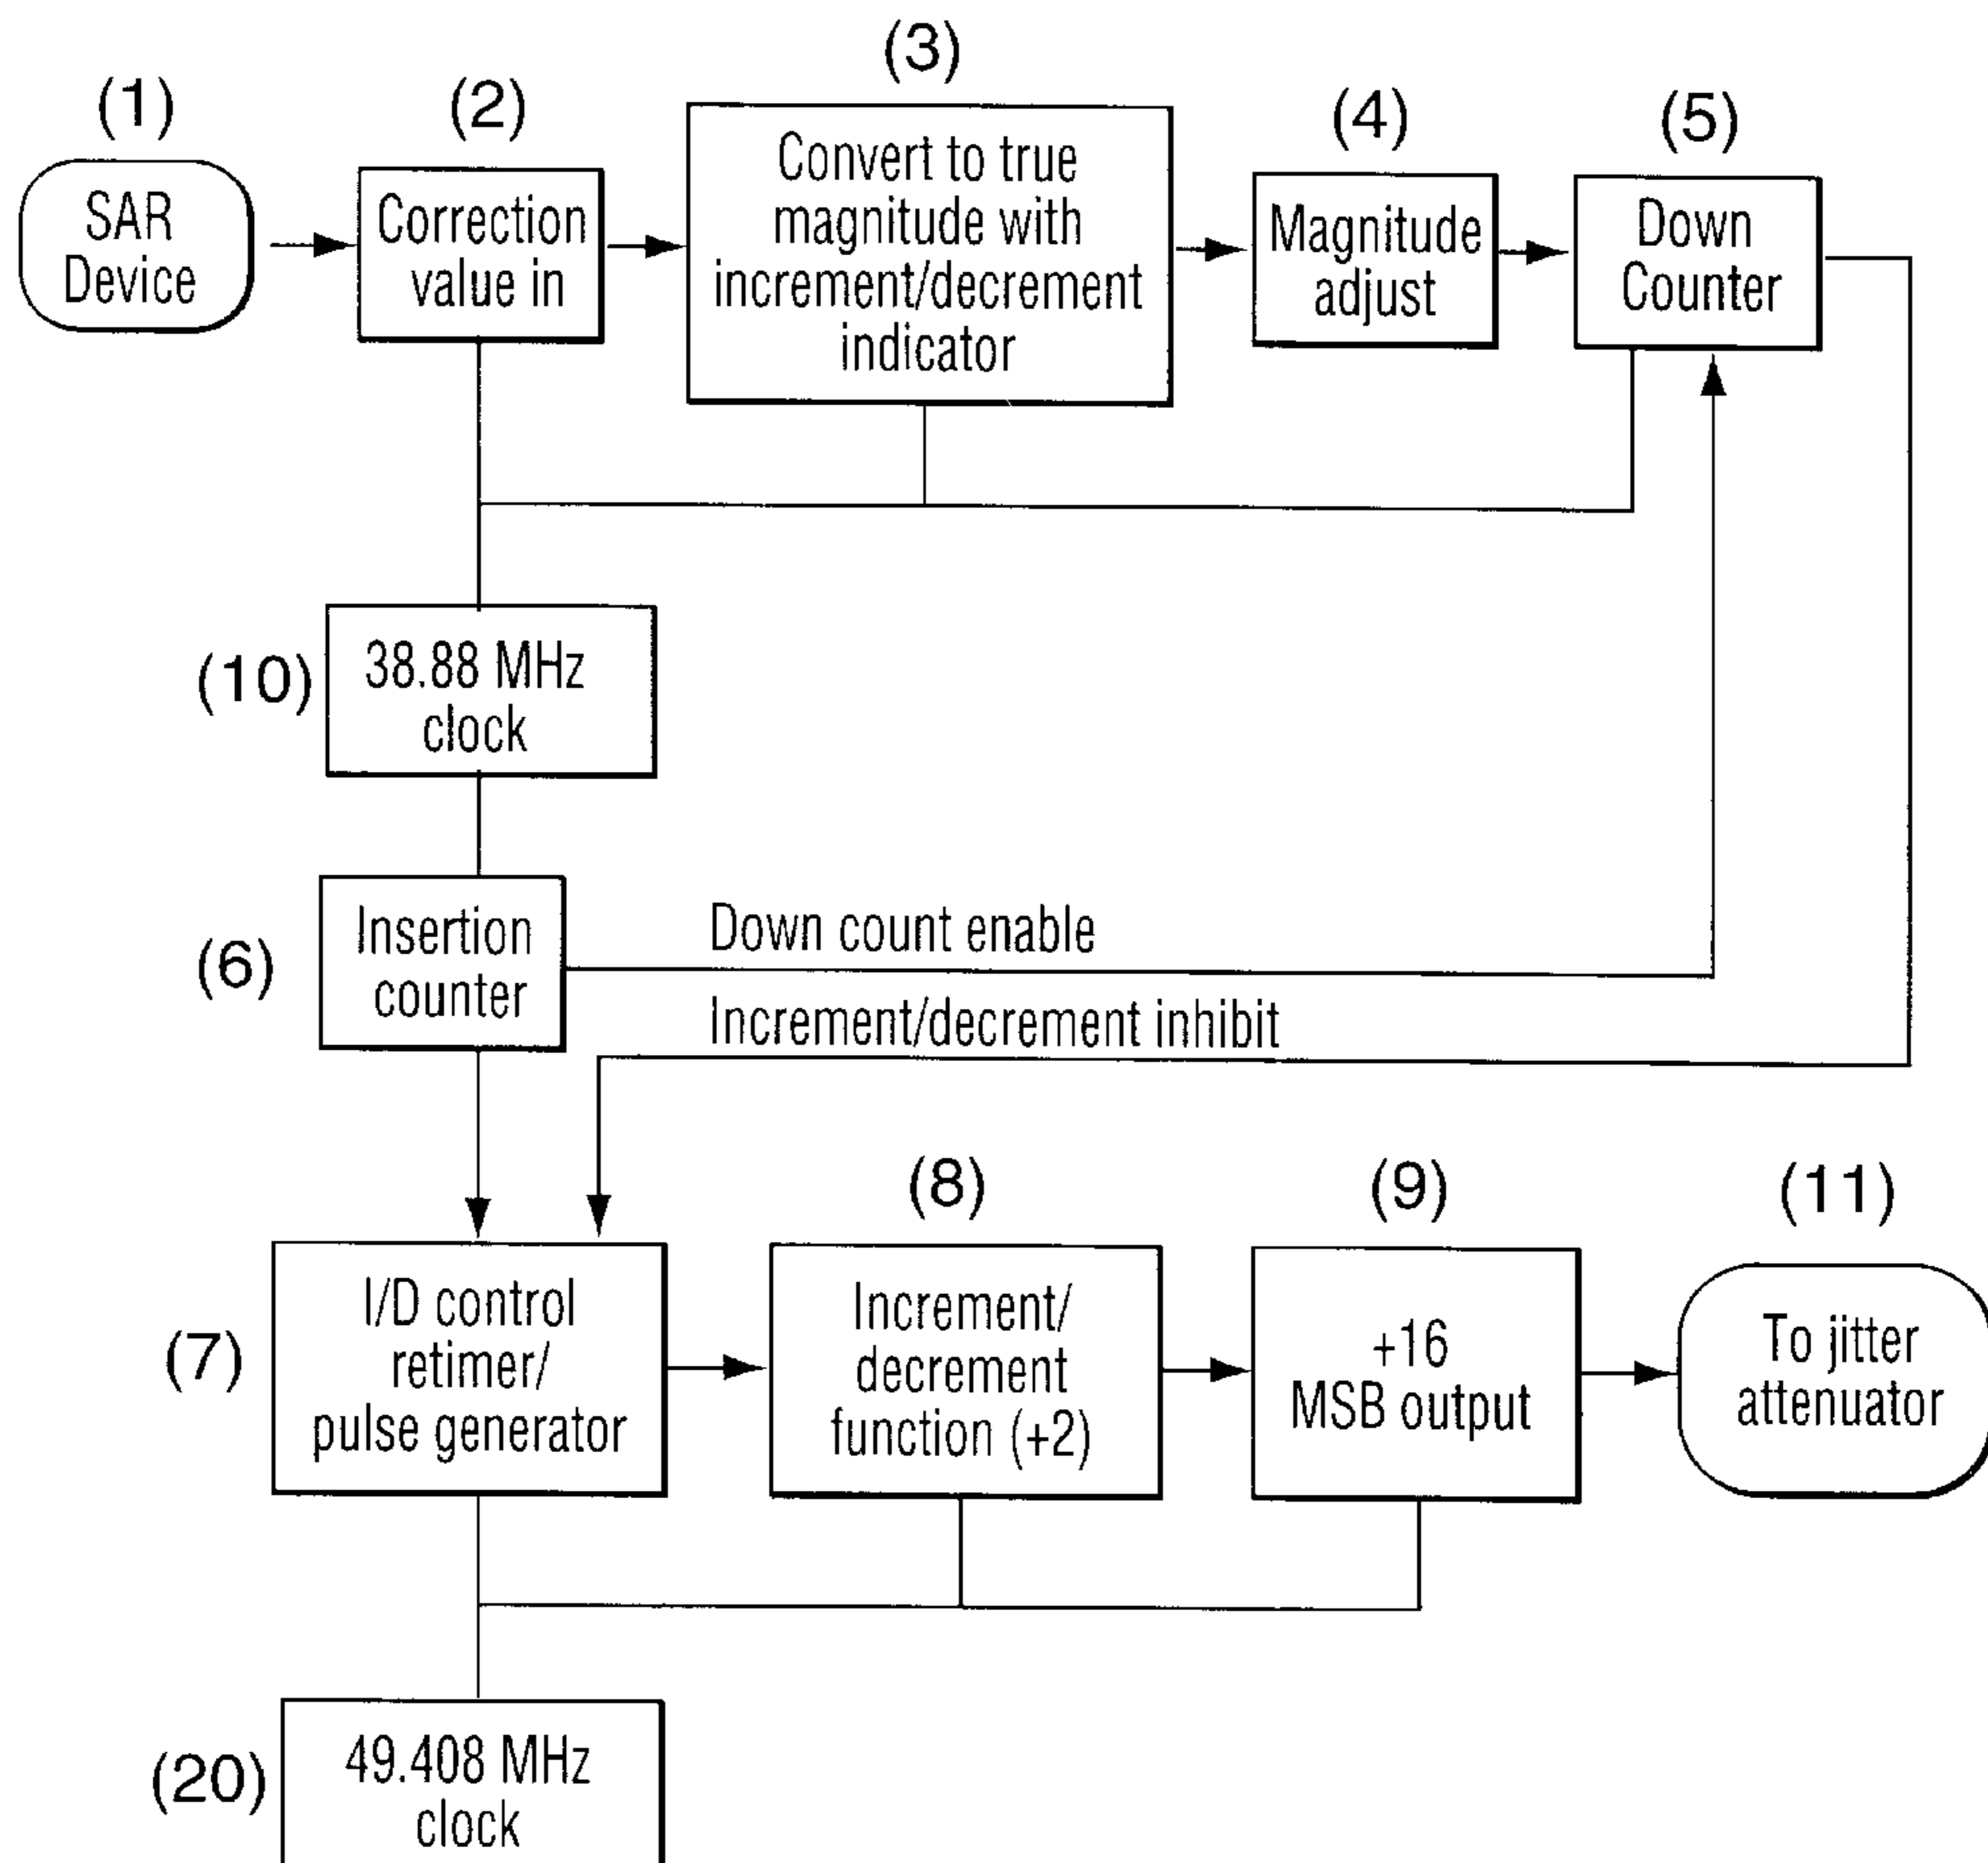 (1)
SAR
Device
(2)
Correction
value in
(3)
Convert to true
magnitude with
increment/decrement
indicator
(4)
Magnitude
adjust
(5)
Down
Counter
(10)
38.88 MHz
clock
(6)
Insertion
counter
Down count enable
Increment/decrement inhibit
(7)
I/D control
retimer/
pulse generator
(8)
Increment/
decrement
function (+2)
(9)
+16
MSB output
(11)
To jitter
attenuator
(20)
49.408 MHz
clock